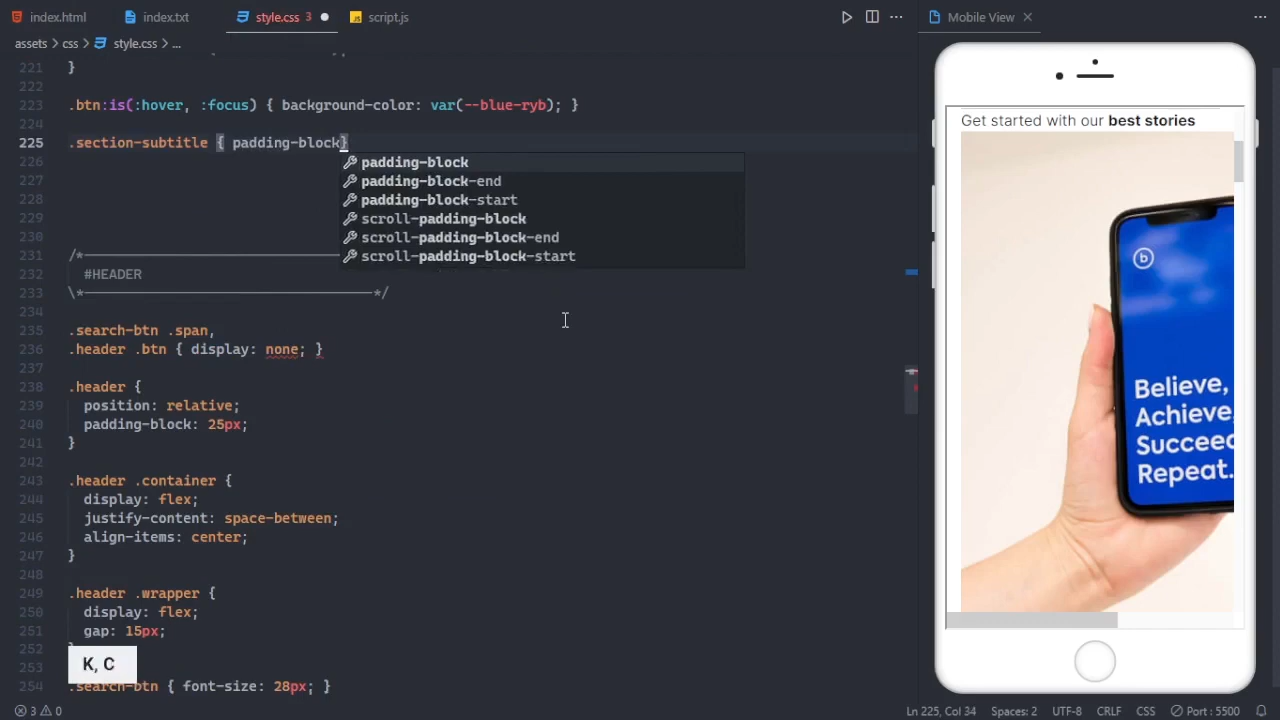 index.html
index.txt
style.css 3
script.js
Mobile View
assets > css > style.css > ...
221 }
222
223 .btn:is(:hover, :focus) { background-color: var(--blue-ryb); }
224
225 .section-subtitle { padding-block}
226
227
228
229
230
231 /*
232 #HEADER
233 \* */
234
235 .search-btn .span,
236 .header .btn { display: none; }
237
238 .header {
239 position: relative;
240 padding-block: 25px;
241 }
242
243 .header .container {
244 display: flex;
245 justify-content: space-between;
246 align-items: center;
247 }
248
249 .header .wrapper {
250 display: flex;
251 gap: 15px;
252
253
254 .search-btn { font-size: 28px; }
padding-block
padding-block-end
padding-block-start
scroll-padding-block
scroll-padding-block-end
scroll-padding-block-start
K, C
Get started with our best stories
b
Believe,
Achieve,
Succeed
Repeat.
3 0
Ln 225, Col 34 Spaces: 2 UTF-8 CRLF CSS Port : 5500